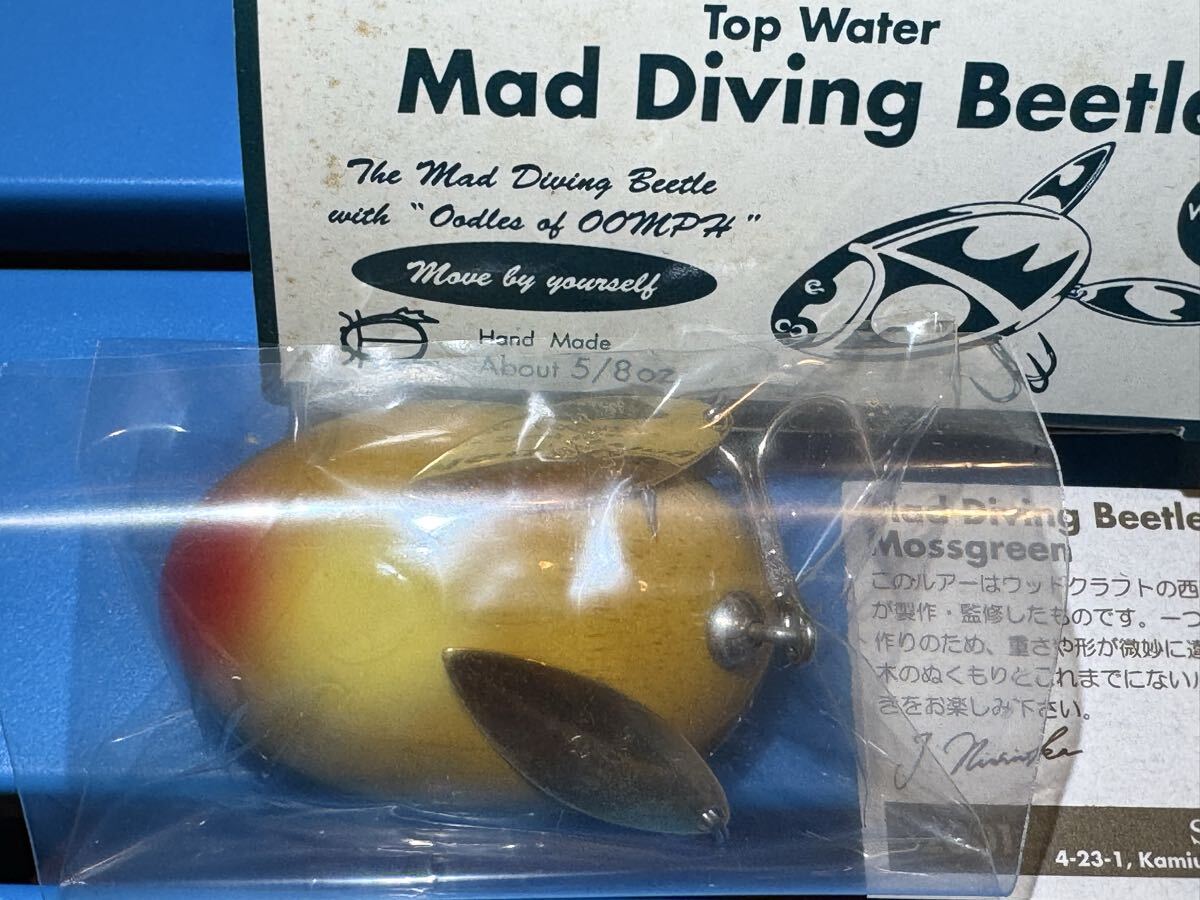 Top Water
Mad Diving Beetle
The Mad Diving Beetle
with "Oodles of OOMPH"
Move by yourself
Hand Made
About 5/8 oz
Mad Diving Beetle
Mossgreen
このルアーはウッドクラフトの西
が製作・監修したものです。一つ
作りのため、重さや形が微妙に違
木のぬくもりとこれまでにない
きをお楽しみ下さい。
4-23-1, Kamiu